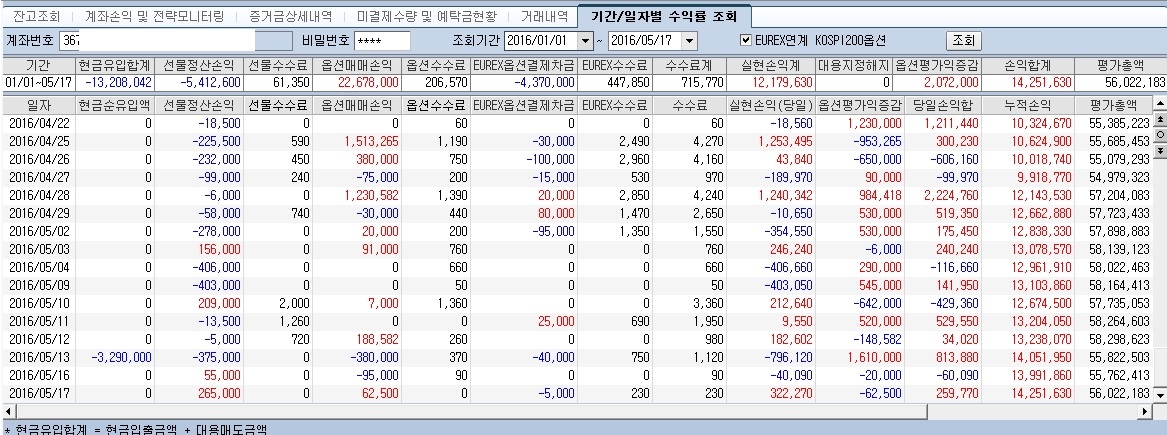 잔고조회 계좌손익 및 전략모니터링 증거금상세내역 미결제수량 및 예탁금현황 거래내역 기간/일자별 수익률 조회
계좌번호 367 비밀번호 **** 조회기간 2016/01/01 ~ 2016/05/17 EUREX연계 KOSPI200옵션 조회
기간 현금유입합계 선물정산손익 선물수수료 옵션매매손익 옵션수수료 EUREX옵션결제차금 EUREX수수료 수수료계 실현손익계 대용지정해지 옵션평가익증감 손익합계 평가총액
01/01~05/17 -13,208,042 -5,412,600 61,350 22,678,000 206,570 -4,370,000 447,850 715,770 12,179,630 0 2,072,000 14,251,630 56,022,183
일자 현금순유입액 선물정산손익 선물수수료 옵션매매손익 옵션수수료 EUREX옵션결제차금 EUREX수수료 수수료 실현손익(당일) 옵션평가익증감 당일손익합 누적손익 평가총액
2016/04/22 0 -18,500 0 0 60 0 0 60 -18,560 1,230,000 1,211,440 10,324,670 55,385,223
2016/04/25 0 -225,500 590 1,513,265 1,190 -30,000 2,490 4,270 1,253,495 -953,265 300,230 10,624,900 55,685,453
2016/04/26 0 -232,000 450 380,000 750 -100,000 2,960 4,160 43,840 -650,000 -606,160 10,018,740 55,079,293
2016/04/27 0 -99,000 240 -75,000 200 -15,000 530 970 -189,970 90,000 -99,970 9,918,770 54,979,323
2016/04/28 0 -6,000 0 1,230,582 1,390 20,000 2,850 4,240 1,240,342 984,418 2,224,760 12,143,530 57,204,083
2016/04/29 0 -58,000 740 -30,000 440 80,000 1,470 2,650 -10,650 530,000 519,350 12,662,880 57,723,433
2016/05/02 0 -278,000 0 20,000 200 -95,000 1,350 1,550 -354,550 530,000 175,450 12,838,330 57,898,883
2016/05/03 0 156,000 0 91,000 760 0 0 760 246,240 -6,000 240,240 13,078,570 58,139,123
2016/05/04 0 -406,000 0 0 660 0 0 660 -406,660 290,000 -116,660 12,961,910 58,022,463
2016/05/09 0 -403,000 0 0 50 0 0 50 -403,050 545,000 141,950 13,103,860 58,164,413
2016/05/10 0 209,000 2,000 7,000 1,360 0 0 3,360 212,640 -642,000 -429,360 12,674,500 57,735,053
2016/05/11 0 -13,500 1,260 0 0 25,000 690 1,950 9,550 520,000 529,550 13,204,050 58,264,603
2016/05/12 0 -5,000 720 188,582 260 0 0 980 182,602 -148,582 34,020 13,238,070 58,298,623
2016/05/13 -3,290,000 -375,000 0 -380,000 370 -40,000 750 1,120 -796,120 1,610,000 813,880 14,051,950 55,822,503
2016/05/16 0 55,000 0 -95,000 90 0 0 90 -40,090 -20,000 -60,090 13,991,860 55,762,413
2016/05/17 0 265,000 0 62,500 0 -5,000 230 230 322,270 -62,500 259,770 14,251,630 56,022,183
* 현금유입합계 = 현금입출금액 + 대용매도금액